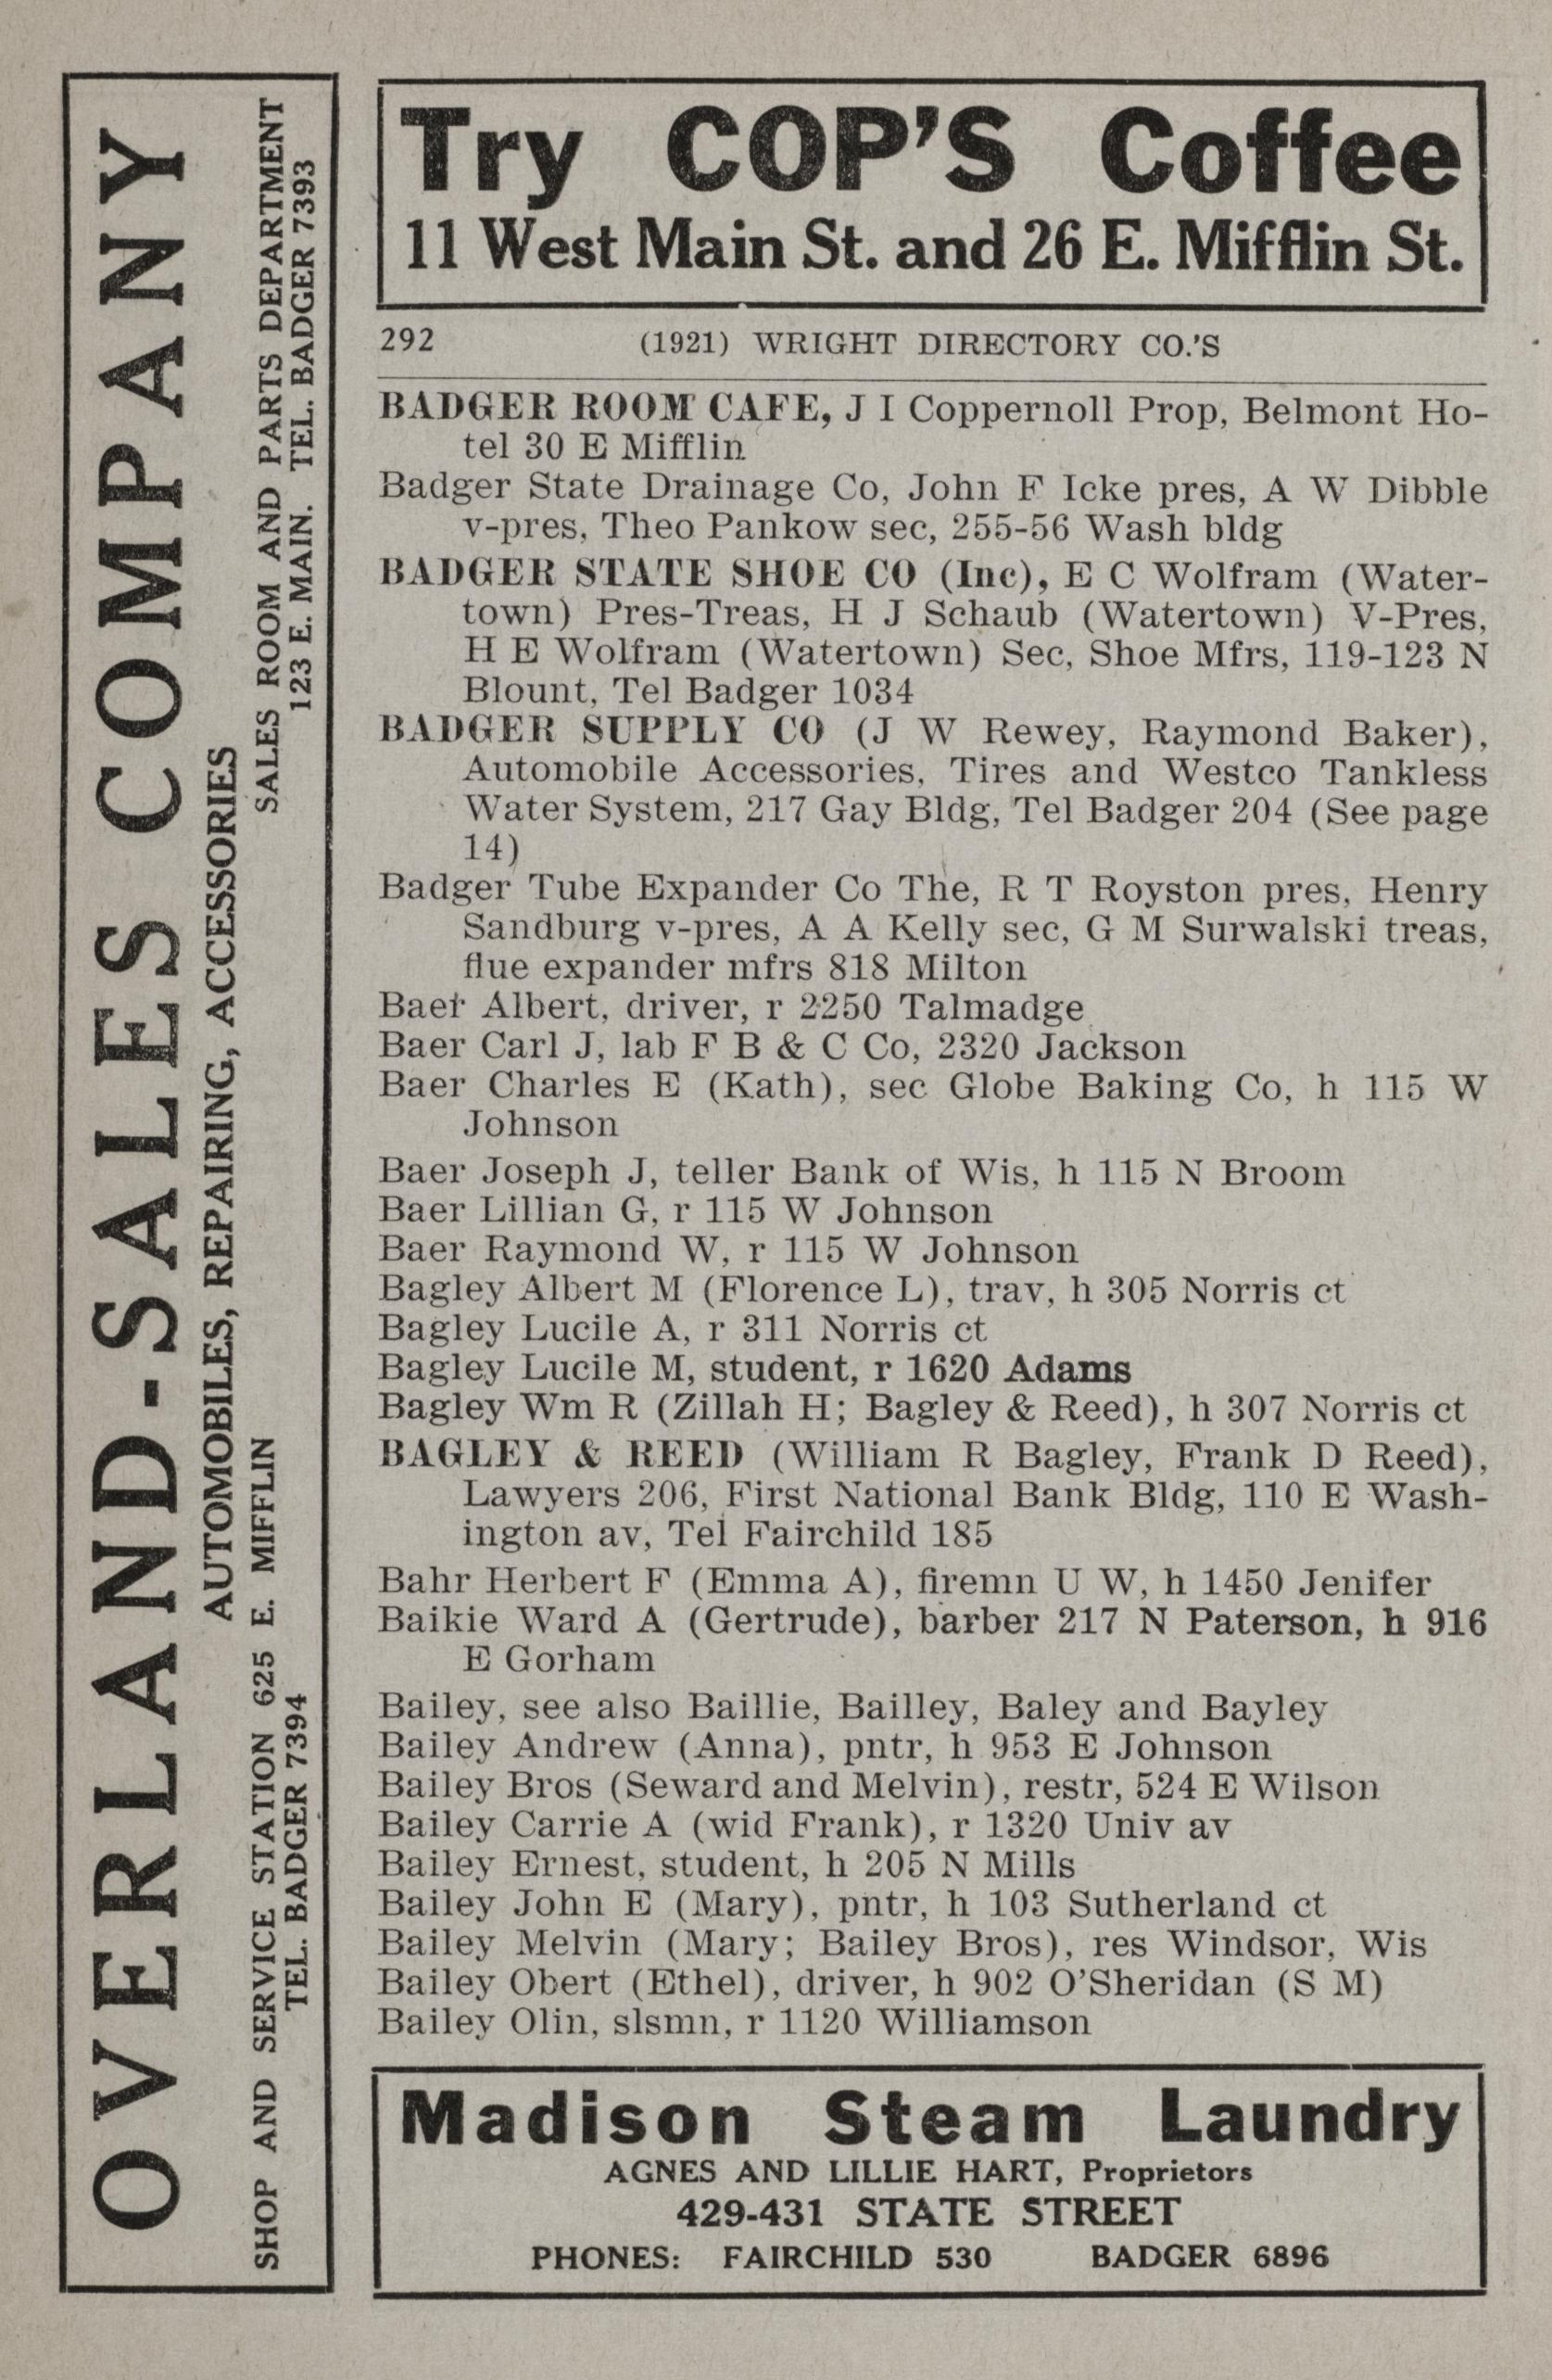 OVERLAND-SALES COMPANY
AUTOMOBILES, REPAIRING, ACCESSORIES
SHOP AND SERVICE STATION 625 E. MIFFLIN
TEL. BADGER 7394
SALES ROOM AND PARTS DEPARTMENT
123 E. MAIN. TEL. BADGER 7393
Try COP'S Coffee
11 West Main St. and 26 E. Mifflin St.
292 (1921) WRIGHT DIRECTORY CO.'S
BADGER ROOM CAFE, J I Coppernoll Prop, Belmont Ho-
tel 30 E Mifflin
Badger State Drainage Co, John F Icke pres, A W Dibble
v-pres, Theo Pankow sec, 255-56 Wash bldg
BADGER STATE SHOE CO (Inc), E C Wolfram (Water-
town) Pres-Treas, H J Schaub (Watertown) V-Pres,
H E Wolfram (Watertown) Sec, Shoe Mfrs, 119-123 N
Blount, Tel Badger 1034
BADGER SUPPLY CO (J W Rewey, Raymond Baker),
Automobile Accessories, Tires and Westco Tankless
Water System, 217 Gay Bldg, Tel Badger 204 (See page
14)
Badger Tube Expander Co The, R T Royston pres, Henry
Sandburg v-pres, A A Kelly sec, G M Surwalski treas,
flue expander mfrs 818 Milton
Baer Albert, driver, r 2250 Talmadge
Baer Carl J, lab F B & C Co, 2320 Jackson
Baer Charles E (Kath), sec Globe Baking Co, h 115 W
Johnson
Baer Joseph J, teller Bank of Wis, h 115 N Broom
Baer Lillian G, r 115 W Johnson
Baer Raymond W, r 115 W Johnson
Bagley Albert M (Florence L), trav, h 305 Norris ct
Bagley Lucile A, r 311 Norris ct
Bagley Lucile M, student, r 1620 Adams
Bagley Wm R (Zillah H; Bagley & Reed), h 307 Norris ct
BAGLEY & REED (William R Bagley, Frank D Reed),
Lawyers 206, First National Bank Bldg, 110 E Wash-
ington av, Tel Fairchild 185
Bahr Herbert F (Emma A), firemn U W, h 1450 Jenifer
Baikie Ward A (Gertrude), barber 217 N Paterson, h 916
E Gorham
Bailey, see also Baillie, Bailley, Baley and Bayley
Bailey Andrew (Anna), pntr, h 953 E Johnson
Bailey Bros (Seward and Melvin), restr, 524 E Wilson
Bailey Carrie A (wid Frank), r 1320 Univ av
Bailey Ernest, student, h 205 N Mills
Bailey John E (Mary), pntr, h 103 Sutherland ct
Bailey Melvin (Mary; Bailey Bros), res Windsor, Wis
Bailey Obert (Ethel), driver, h 902 O'Sheridan (S M)
Bailey Olin, slsmn, r 1120 Williamson
Madison Steam Laundry
AGNES AND LILLIE HART, Proprietors
429-431 STATE STREET
PHONES: FAIRCHILD 530 BADGER 6896